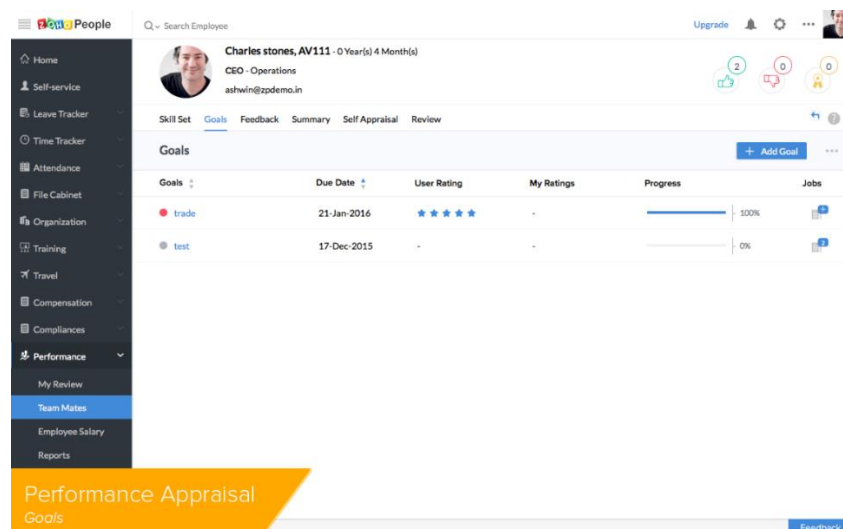 ZOHO People
Search Employee
Upgrade
Home
Self-service
Leave Tracker
Time Tracker
Attendance
File Cabinet
Organization
Training
Travel
Compensation
Compliances
Performance
My Review
Team Mates
Employee Salary
Reports
Charles stones, AV111 - 0 Year(s) 4 Month(s)
CEO - Operations
ashwin@zpdemo.in
2 0 0
Skill Set Goals Feedback Summary Self Appraisal Review
Goals
+ Add Goal
Goals Due Date User Rating My Ratings Progress Jobs
trade 21-Jan-2016 ★★★★★ - 100% +
test 17-Dec-2015 - - 0% 2
Performance Appraisal
Goals
Feedback